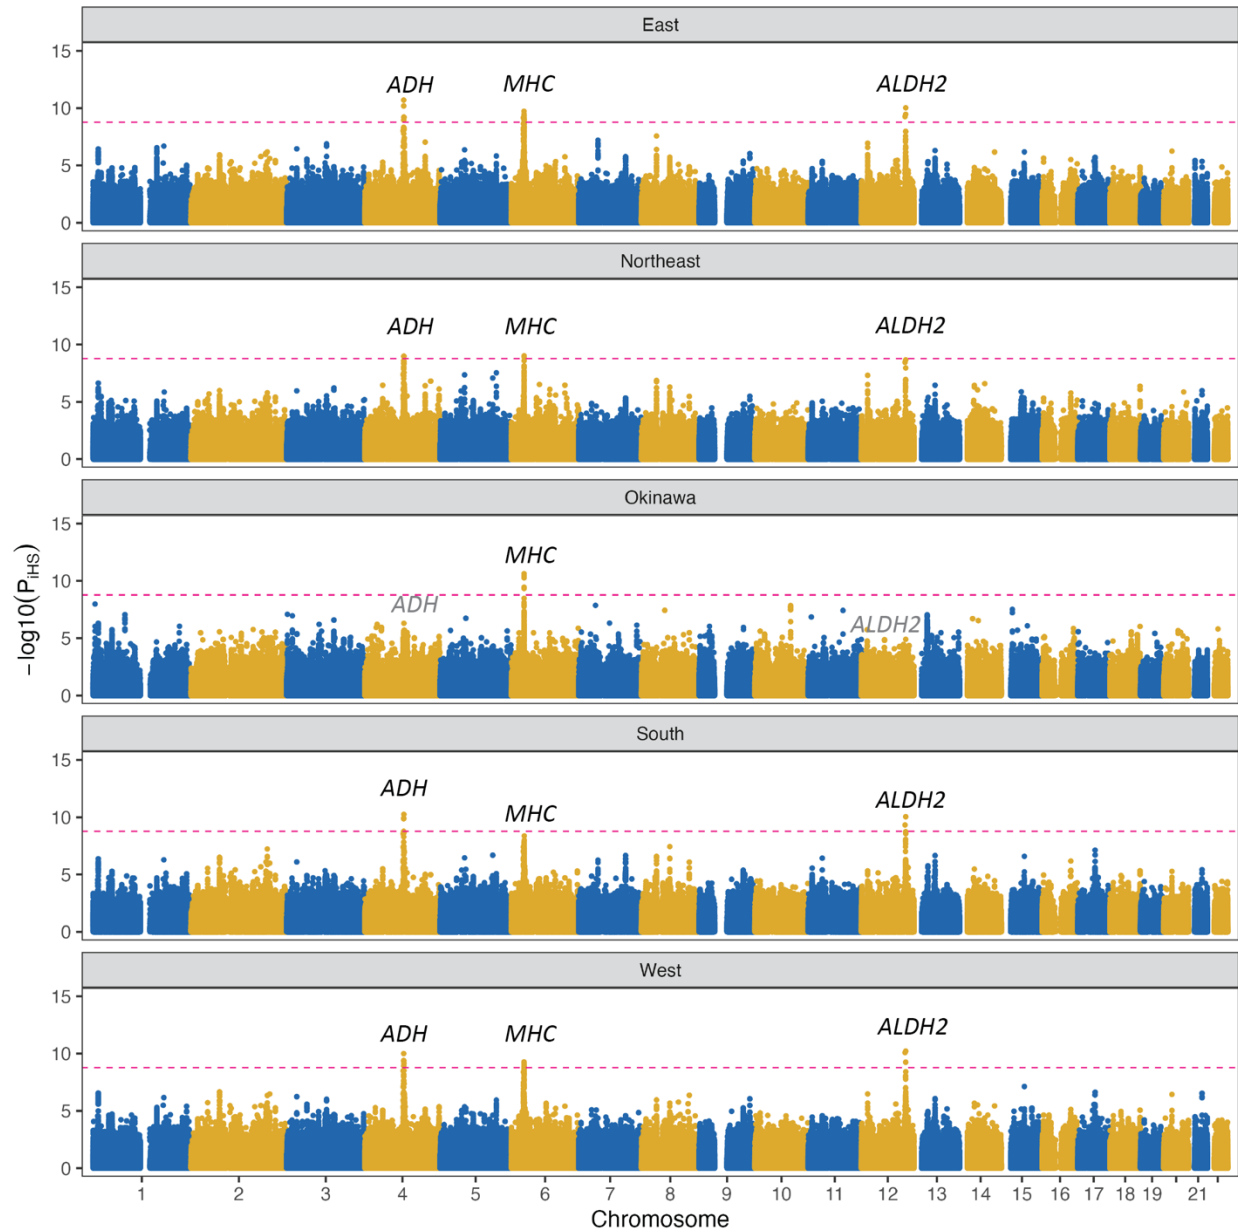 East
15
10
5
0
ADH
MHC
ALDH2
Northeast
15
10
5
0
ADH
MHC
ALDH2
Okinawa
15
10
5
0
ADH
MHC
ALDH2
−log10(PiHS)
South
15
10
5
0
ADH
MHC
ALDH2
West
15
10
5
0
ADH
MHC
ALDH2
1 2 3 4 5 6 7 8 9 10 11 12 13 14 15 16 17 18 19 21
Chromosome